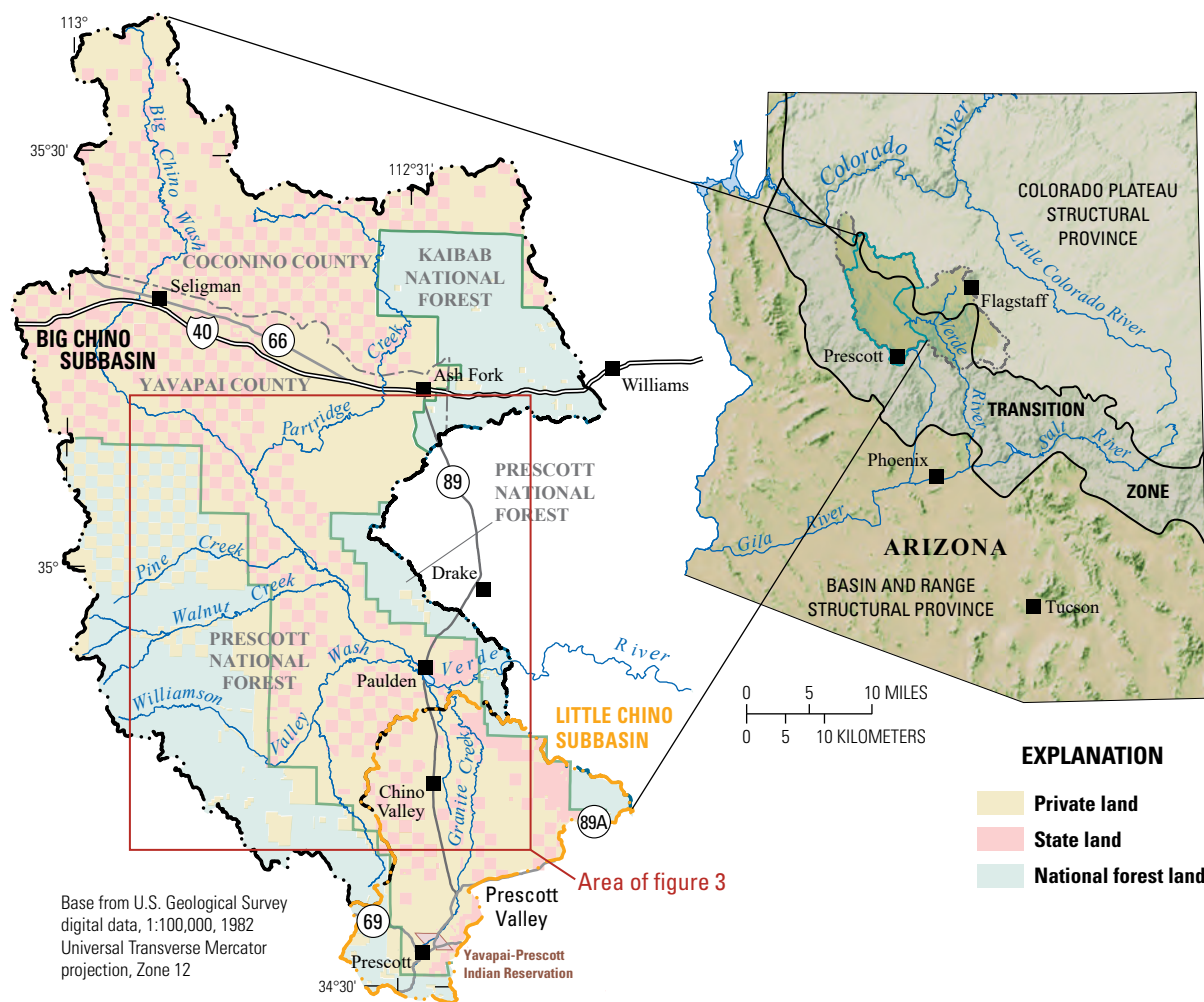 113°
35°30'
112°31'
Big Chino
Wash
COCONINO COUNTY
KAIBAB
NATIONAL
FOREST
Seligman
BIG CHINO
SUBBASIN
40
66
Creek
YAVAPAI COUNTY
Ash Fork
Williams
Partridge
89
PRESCOTT
NATIONAL
FOREST
35°
Pine Creek
Walnut Creek
Drake
PRESCOTT
NATIONAL
FOREST
Wash
Paulden
Verde River
Williamson
Valley
LITTLE CHINO
SUBBASIN
Chino
Valley
Granite Creek
89A
Area of figure 3
Prescott
Valley
69
Prescott
Yavapai-Prescott
Indian Reservation
34°30'
Base from U.S. Geological Survey
digital data, 1:100,000, 1982
Universal Transverse Mercator
projection, Zone 12
Colorado River
COLORADO PLATEAU
STRUCTURAL
PROVINCE
Little Colorado River
Flagstaff
Verde
River
Prescott
TRANSITION
Salt River
Phoenix
ZONE
Gila River
ARIZONA
BASIN AND RANGE
STRUCTURAL PROVINCE
Tucson
0 5 10 MILES
0 5 10 KILOMETERS
EXPLANATION
Private land
State land
National forest land